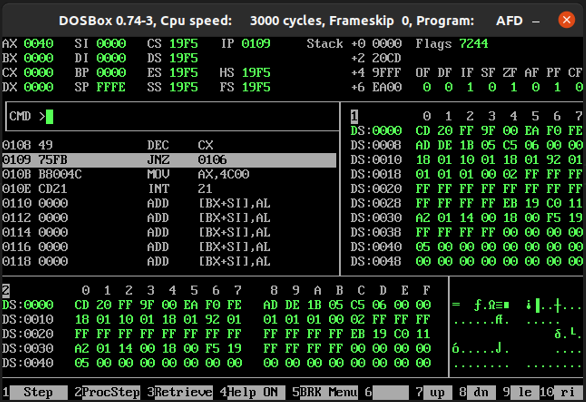 DOSBox 0.74-3, Cpu speed: 3000 cycles, Frameskip 0, Program: AFD
AX 0040 SI 0000 CS 19F5 IP 0109 Stack +0 0000 Flags 7244
BX 0000 DI 0000 DS 19F5 +2 20CD
CX 0000 BP 0000 ES 19F5 HS 19F5 +4 9FFF OF DF IF SF ZF AF PF CF
DX 0000 SP FFFE SS 19F5 FS 19F5 +6 EA00 0 0 1 0 1 0 1 0
CMD >
0108 49 DEC CX
0109 75FB JNZ 0106
010B B8004C MOV AX,4C00
010E CD21 INT 21
0110 0000 ADD [BX+SI],AL
0112 0000 ADD [BX+SI],AL
0114 0000 ADD [BX+SI],AL
0116 0000 ADD [BX+SI],AL
0118 0000 ADD [BX+SI],AL
1 0 1 2 3 4 5 6 7
DS:0000 CD 20 FF 9F 00 EA F0 FE
DS:0008 AD DE 1B 05 C5 06 00 00
DS:0010 18 01 10 01 18 01 92 01
DS:0018 01 01 01 00 02 FF FF FF
DS:0020 FF FF FF FF FF FF FF FF
DS:0028 FF FF FF FF EB 19 C0 11
DS:0030 A2 01 14 00 18 00 F5 19
DS:0038 FF FF FF FF 00 00 00 00
DS:0040 05 00 00 00 00 00 00 00
DS:0048 00 00 00 00 00 00 00 00
2 0 1 2 3 4 5 6 7 8 9 A B C D E F
DS:0000 CD 20 FF 9F 00 EA F0 FE AD DE 1B 05 C5 06 00 00
DS:0010 18 01 10 01 18 01 92 01 01 01 01 00 02 FF FF FF
DS:0020 FF FF FF FF FF FF FF FF FF FF FF FF EB 19 C0 11
DS:0030 A2 01 14 00 18 00 F5 19 FF FF FF FF 00 00 00 00
DS:0040 05 00 00 00 00 00 00 00 00 00 00 00 00 00 00 00
1 Step 2ProcStep 3Retrieve 4Help ON 5BRK Menu 6 7 up 8 dn 9 le 10 ri